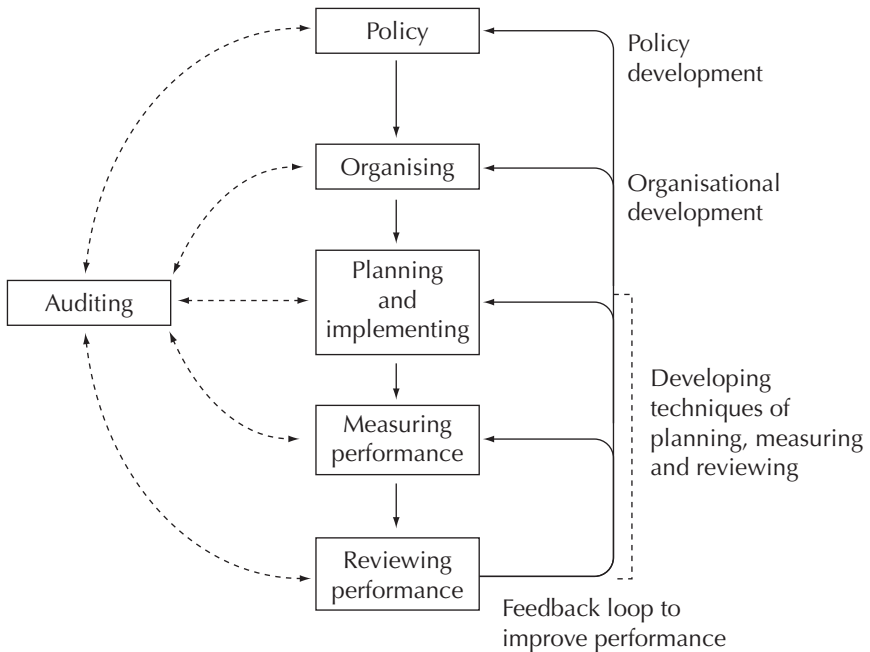 Policy
Policy
development
Organising
Organisational
development
Planning
and
implementing
Auditing
Developing
techniques of
planning, measuring
and reviewing
Measuring
performance
Reviewing
performance
Feedback loop to
improve performance